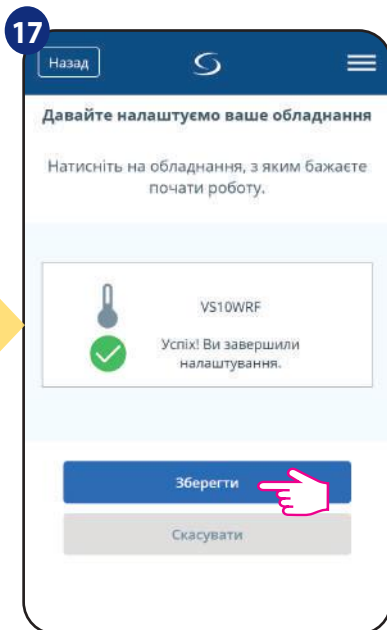 17
Назад
Давайте налаштуємо ваше обладнання
Натисніть на обладнання, з яким бажаєте
почати роботу.
VS10WRF
Успіх! Ви завершили
налаштування.
Зберегти
Скасувати